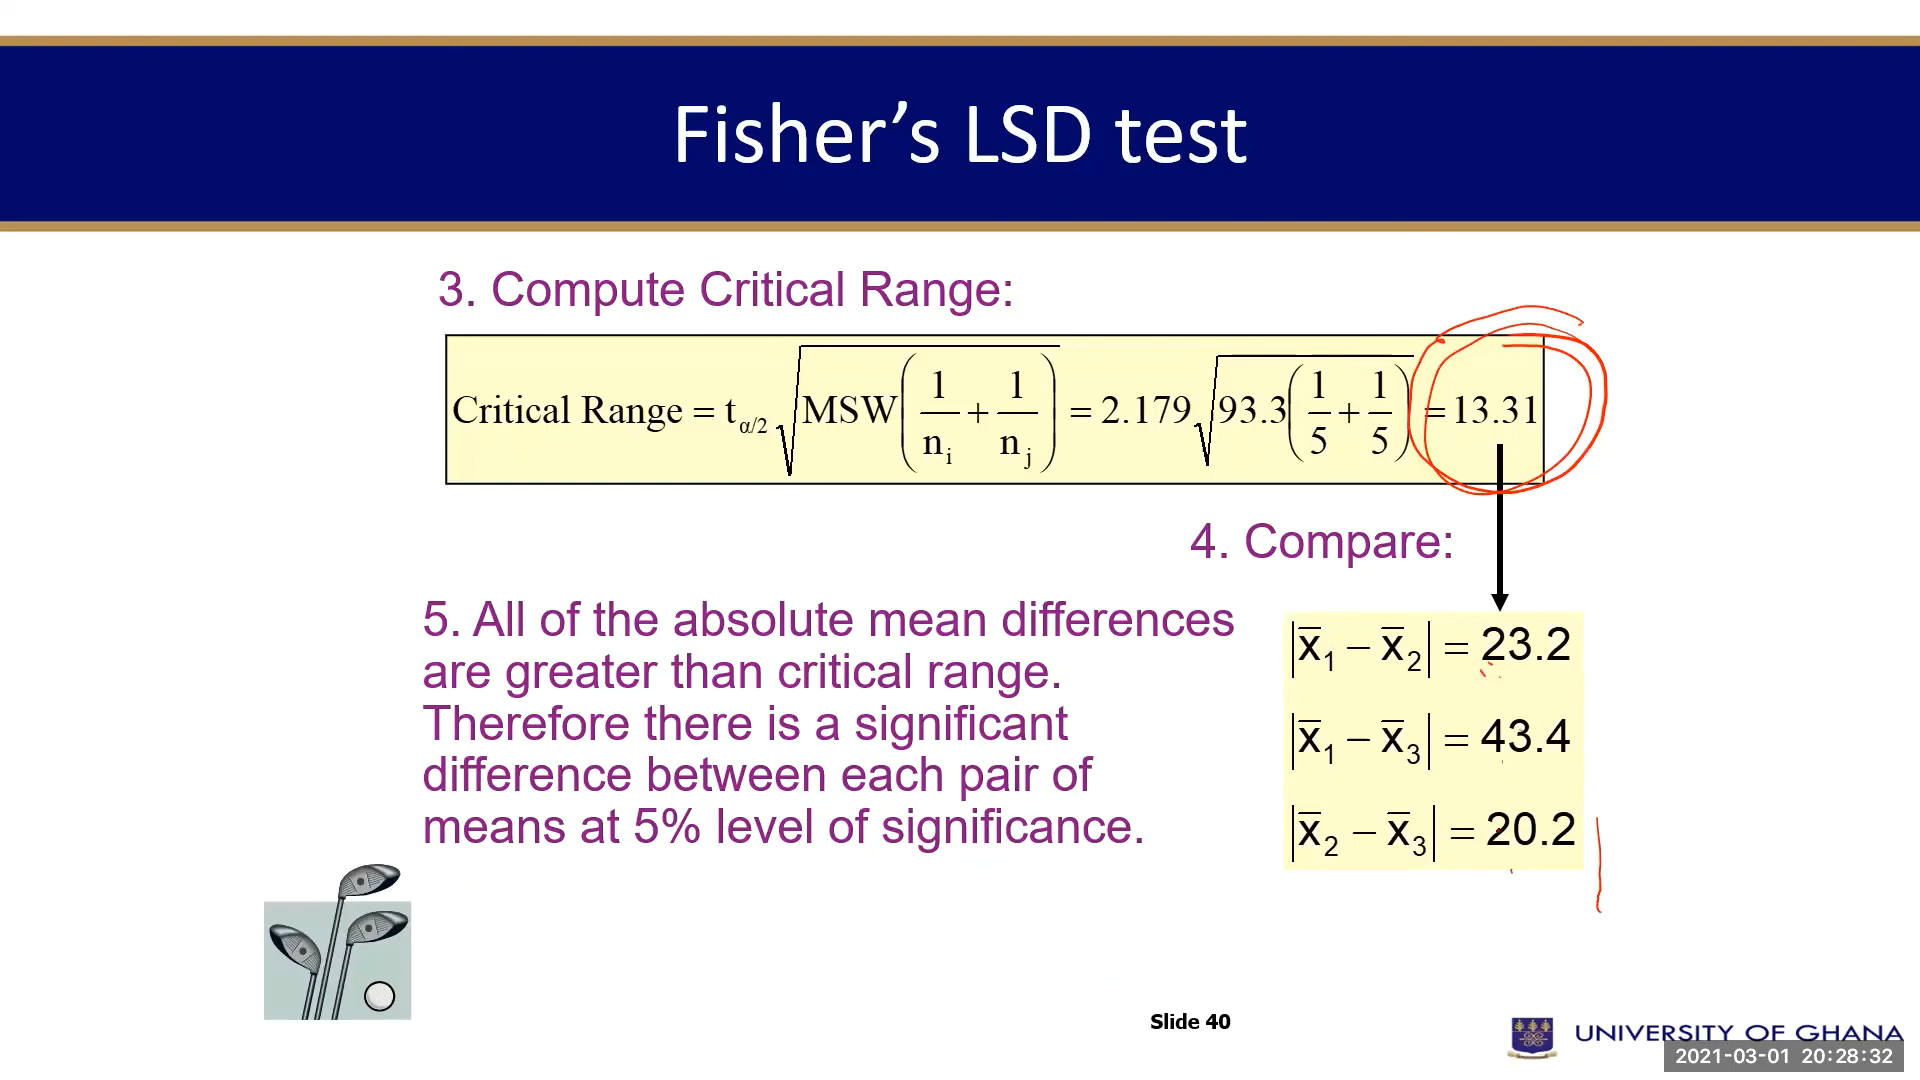 Fisher’s LSD test
3. Compute Critical Range:
Critical Range = t α/2 √ MSW ( 1/n i + 1/n j ) = 2.179 √ 93.3 ( 1/5 + 1/5 ) = 13.31
4. Compare:
5. All of the absolute mean differences
are greater than critical range.
Therefore there is a significant
difference between each pair of
means at 5% level of significance.
|x̅1 − x̅2| = 23.2
|x̅1 − x̅3| = 43.4
|x̅2 − x̅3| = 20.2
Slide 40
UNIVERSITY OF GHANA
2021-03-01 20:28:32